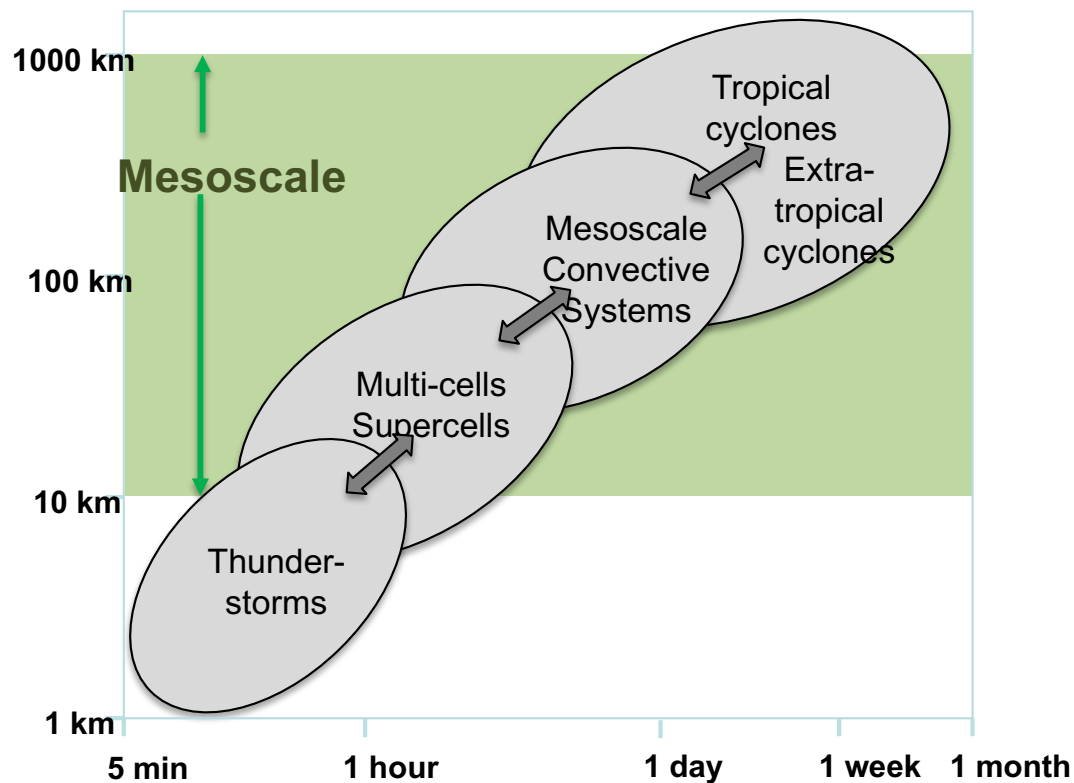 1000 km
Mesoscale
100 km
10 km
1 km
Tropical
cyclones
Extra-
tropical
cyclones
Mesoscale
Convective
Systems
Multi-cells
Supercells
Thunder-
storms
5 min
1 hour
1 day
1 week
1 month